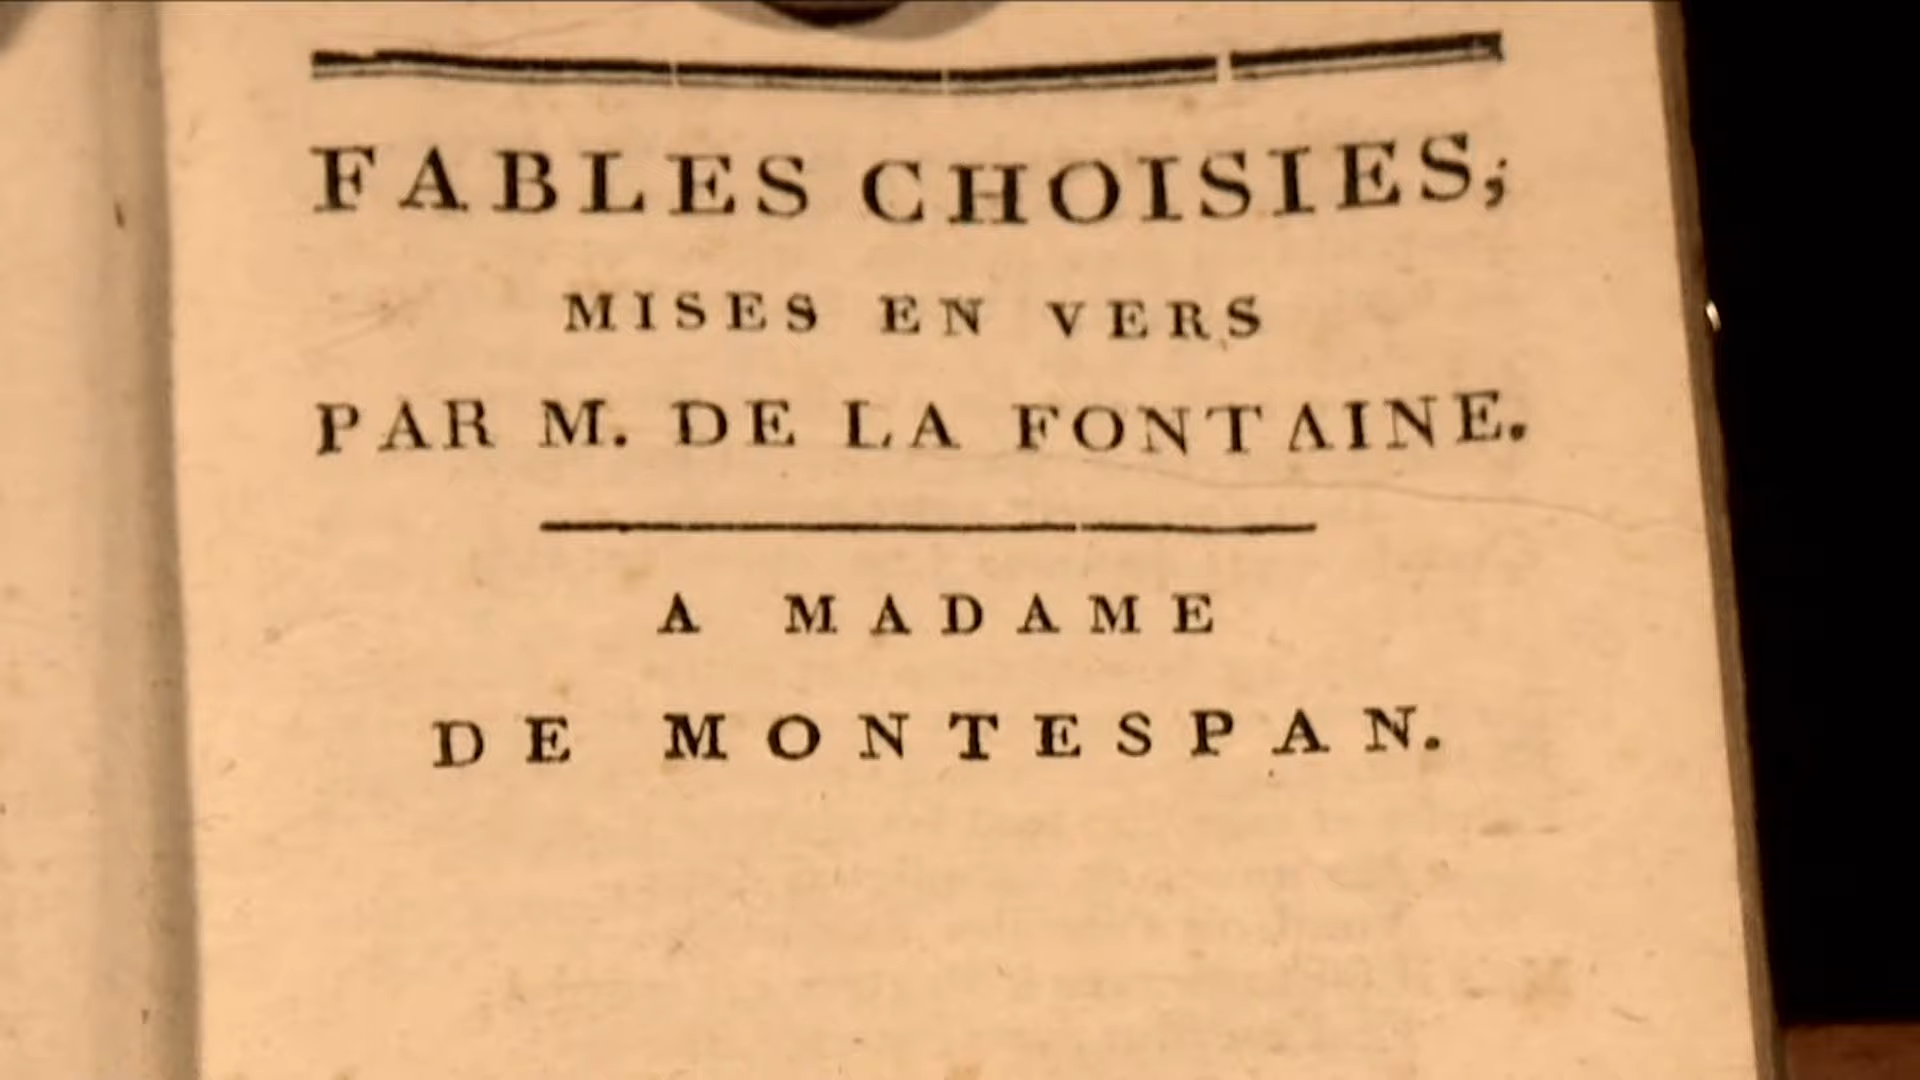 FABLES CHOISIES;
MISES EN VERS
PAR M. DE LA FONTAINE.
A MADAME
DE MONTESPAN.